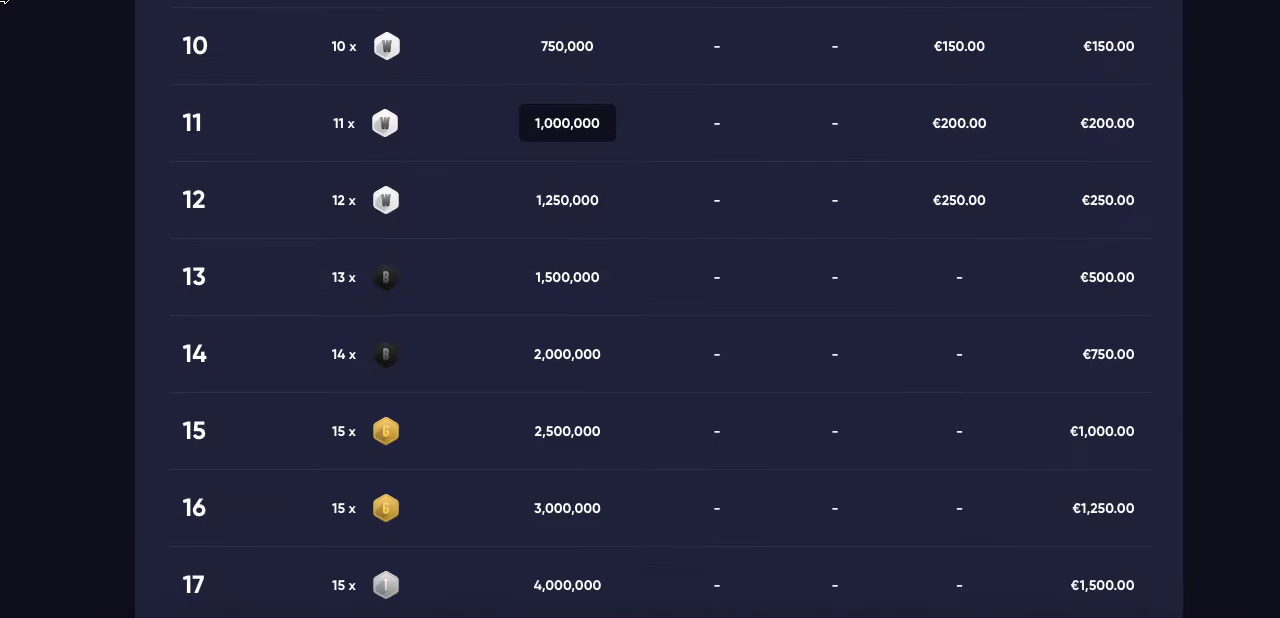 10 10 x W 750,000 - - €150.00 €150.00
11 11 x W 1,000,000 - - €200.00 €200.00
12 12 x W 1,250,000 - - €250.00 €250.00
13 13 x B 1,500,000 - - - €500.00
14 14 x B 2,000,000 - - - €750.00
15 15 x G 2,500,000 - - - €1,000.00
16 15 x G 3,000,000 - - - €1,250.00
17 15 x T 4,000,000 - - - €1,500.00